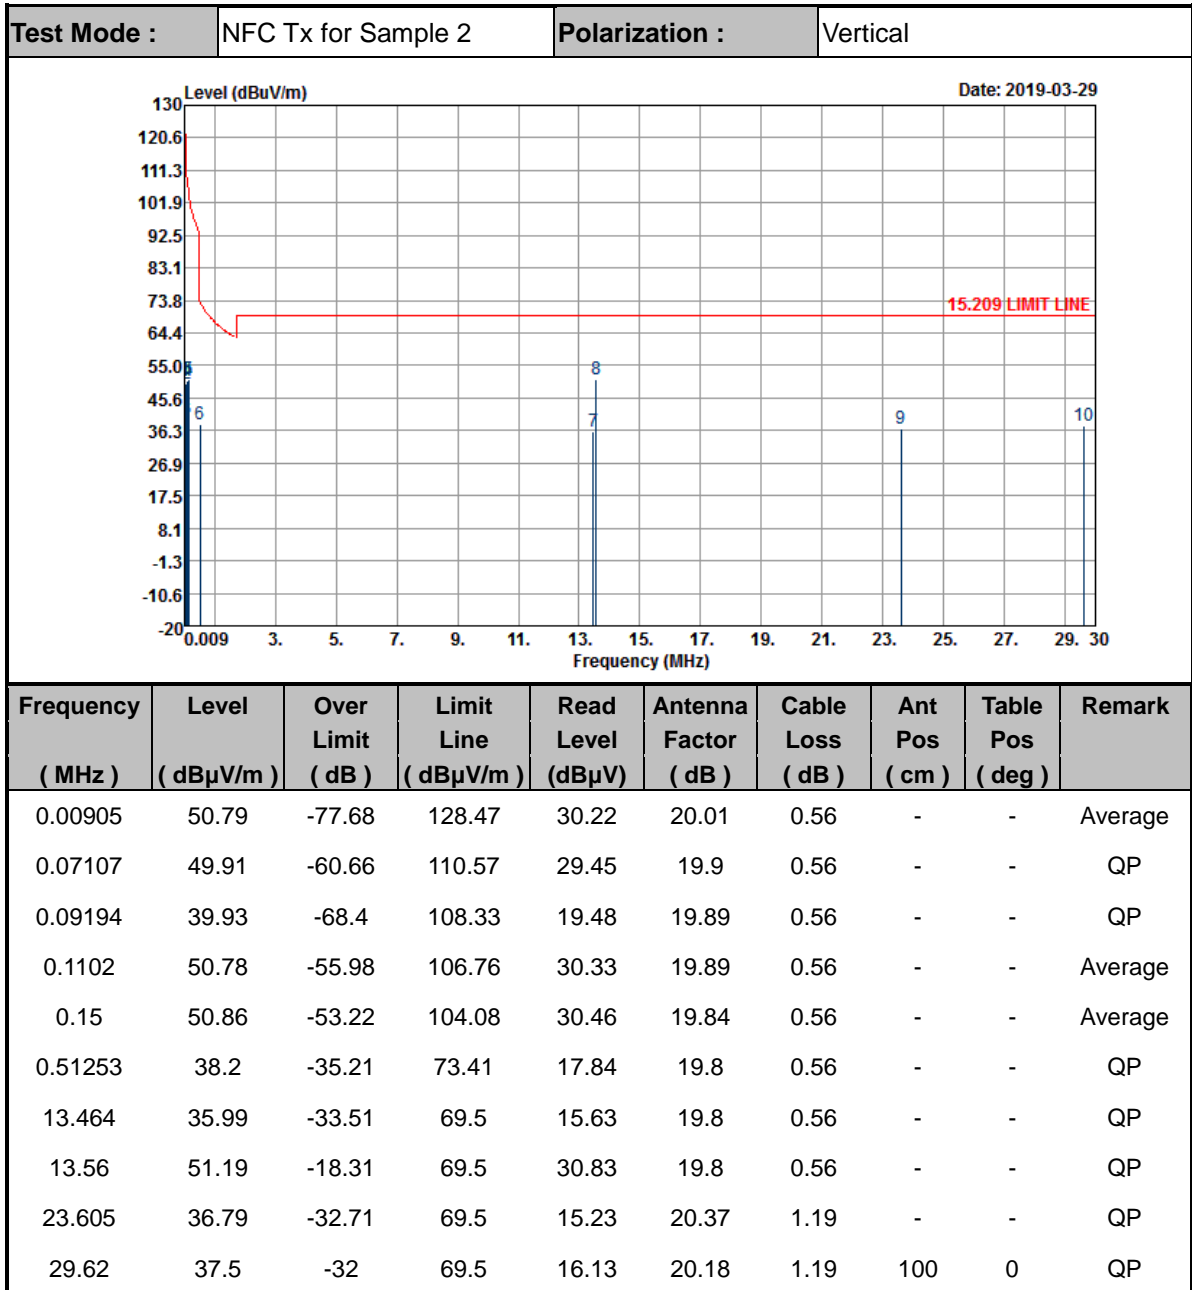 Test Mode : NFC Tx for Sample 2 Polarization : Vertical
Level (dBuV/m) Date: 2019-03-29
130
120.6
111.3
101.9
92.5
83.1
73.8
15.209 LIMIT LINE
64.4
55.0
8
45.6
6 7 9 10
36.3
26.9
17.5
8.1
-1.3
-10.6
-20
0.009 3. 5. 7. 9. 11. 13. 15. 17. 19. 21. 23. 25. 27. 29. 30
Frequency (MHz)
Frequency Level Over Limit Read Antenna Cable Ant Table Remark
Limit Line Level Factor Loss Pos Pos
( MHz ) ( dBµV/m ) ( dB ) ( dBµV/m ) (dBµV) ( dB ) ( dB ) ( cm ) ( deg )
0.00905 50.79 -77.68 128.47 30.22 20.01 0.56 - - Average
0.07107 49.91 -60.66 110.57 29.45 19.9 0.56 - - QP
0.09194 39.93 -68.4 108.33 19.48 19.89 0.56 - - QP
0.1102 50.78 -55.98 106.76 30.33 19.89 0.56 - - Average
0.15 50.86 -53.22 104.08 30.46 19.84 0.56 - - Average
0.51253 38.2 -35.21 73.41 17.84 19.8 0.56 - - QP
13.464 35.99 -33.51 69.5 15.63 19.8 0.56 - - QP
13.56 51.19 -18.31 69.5 30.83 19.8 0.56 - - QP
23.605 36.79 -32.71 69.5 15.23 20.37 1.19 - - QP
29.62 37.5 -32 69.5 16.13 20.18 1.19 100 0 QP